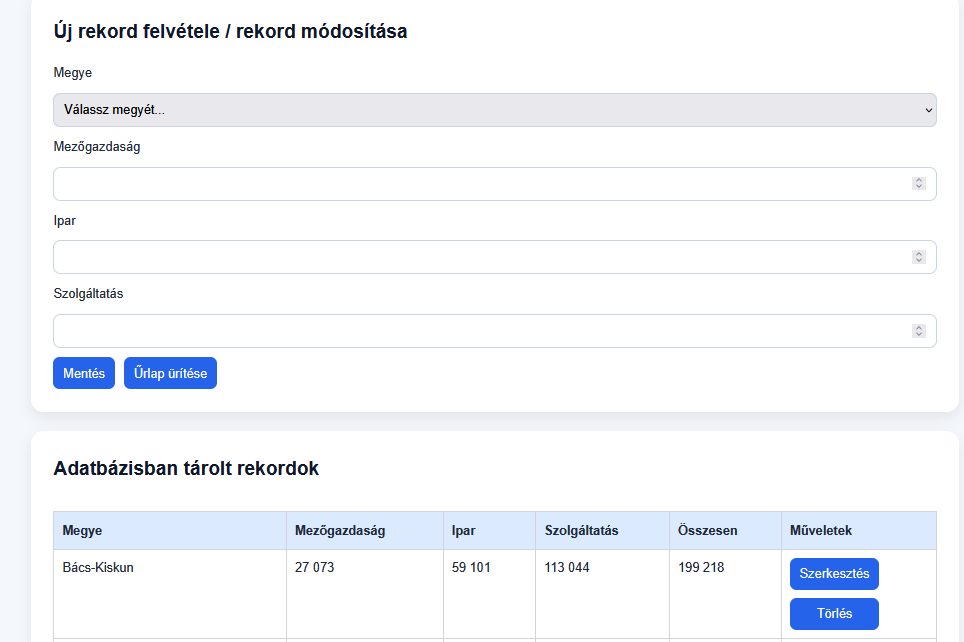 Új rekord felvétele / rekord módosítása
Megye
Válassz megyét...
Mezőgazdaság
Ipar
Szolgáltatás
Mentés Űrlap ürítése
Adatbázisban tárolt rekordok
Megye Mezőgazdaság Ipar Szolgáltatás Összesen Műveletek
Bács-Kiskun 27 073 59 101 113 044 199 218 Szerkesztés
Törlés